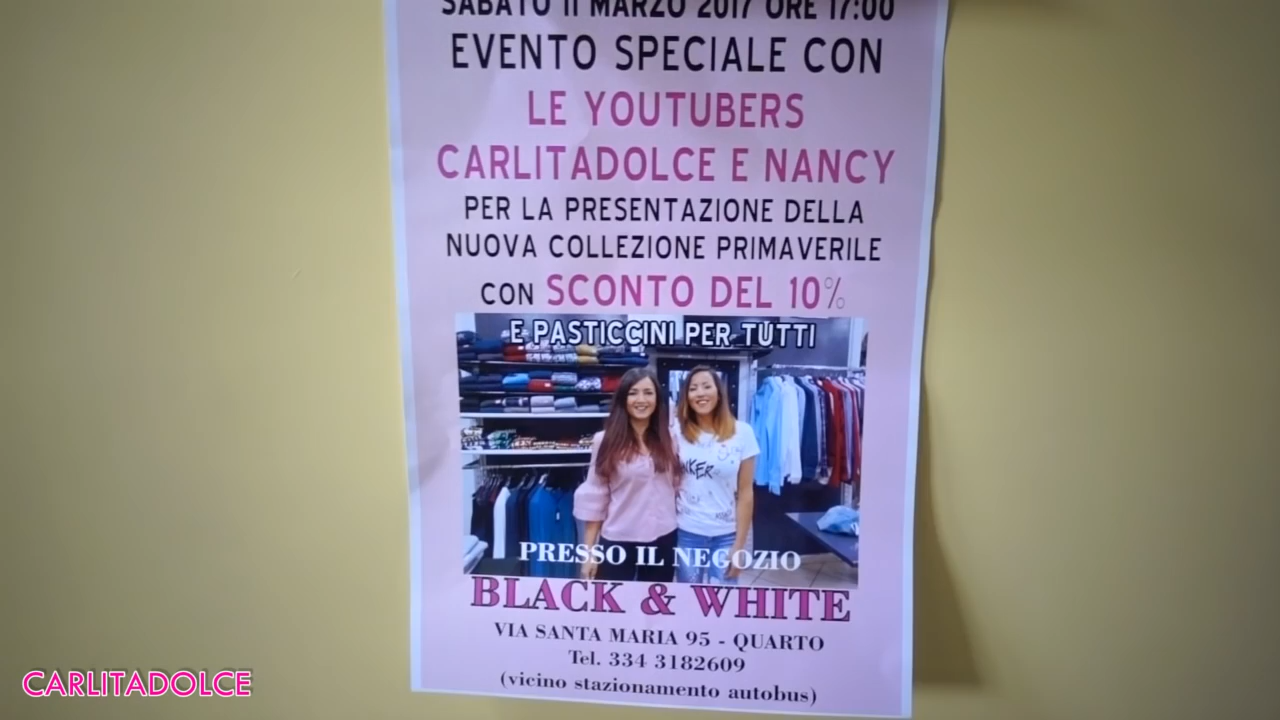 SABATO 11 MARZO 2017 ORE 17:00
EVENTO SPECIALE CON
LE YOUTUBERS
CARLITADOLCE E NANCY
PER LA PRESENTAZIONE DELLA
NUOVA COLLEZIONE PRIMAVERILE
CON SCONTO DEL 10%
E PASTICCINI PER TUTTI
PRESSO IL NEGOZIO
BLACK & WHITE
VIA SANTA MARIA 95 - QUARTO
Tel. 334 3182609
(vicino stazionamento autobus)
CARLITADOLCE